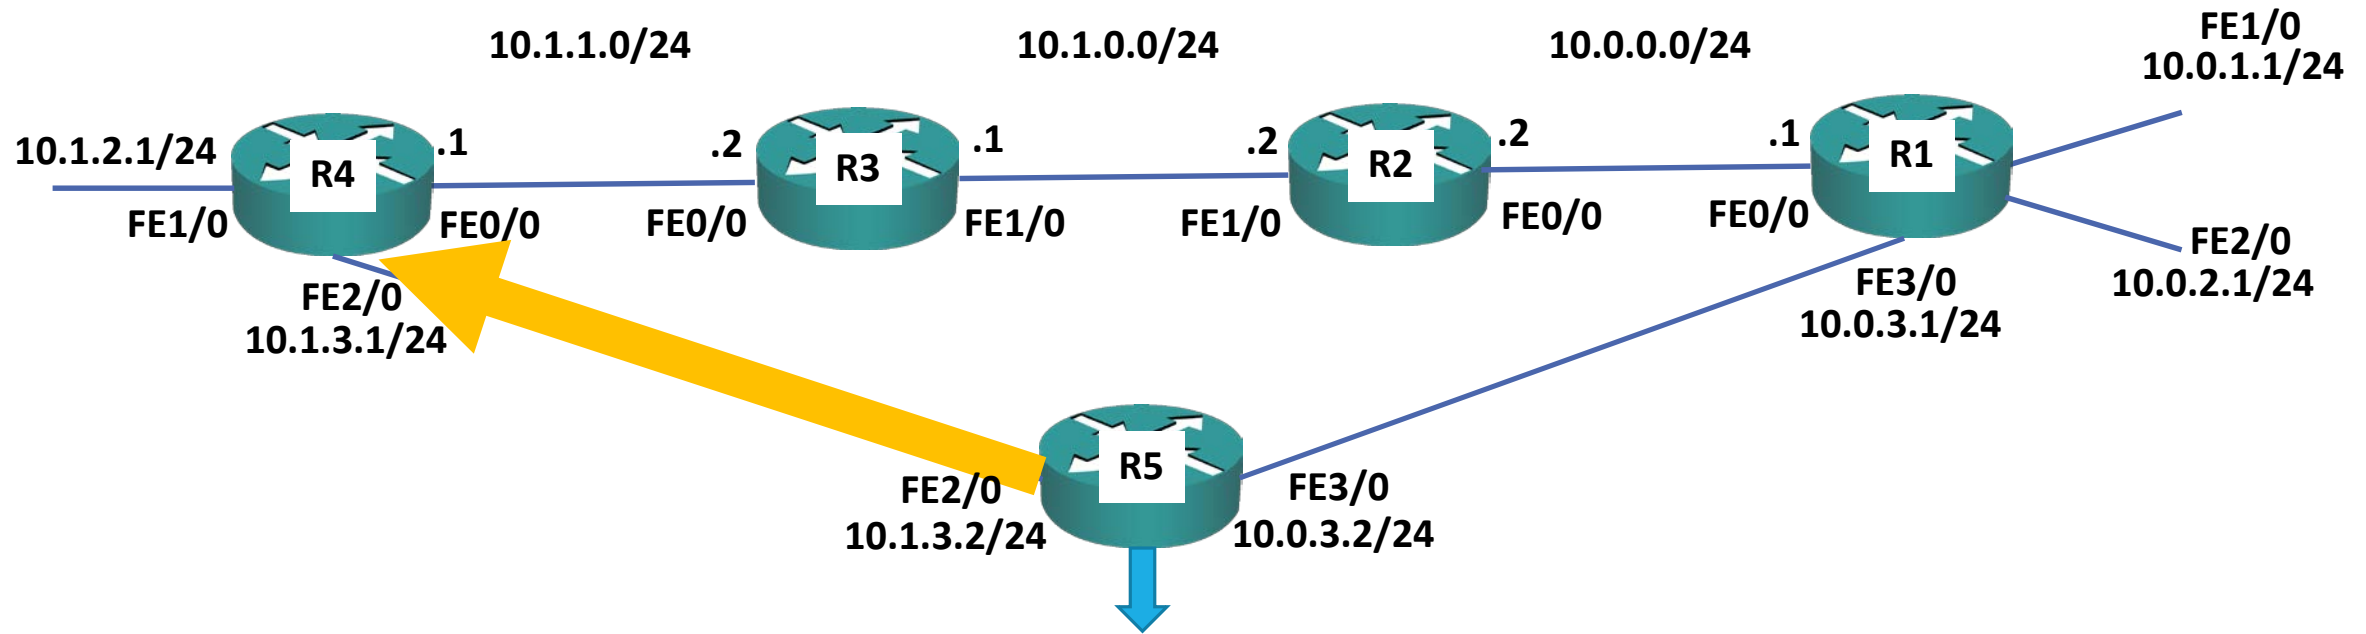 10.1.1.0/24
10.1.0.0/24
10.0.0.0/24
FE1/0
10.0.1.1/24
10.1.2.1/24
R4
.1
.2
R3
.1
.2
R2
.2
.1
R1
FE1/0
FE0/0
FE0/0
FE1/0
FE1/0
FE0/0
FE0/0
FE2/0
10.0.2.1/24
FE2/0
10.1.3.1/24
FE3/0
10.0.3.1/24
R5
FE2/0
10.1.3.2/24
FE3/0
10.0.3.2/24